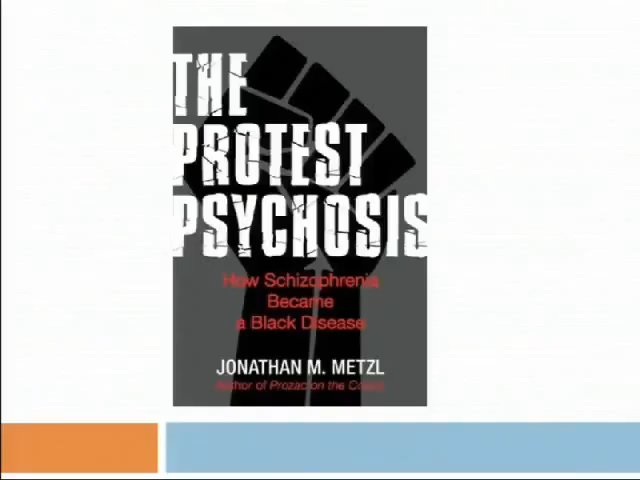 THE
PROTEST
PSYCHOSIS
How Schizophrenia
Became
a Black Disease
JONATHAN M. METZL
Author of Prozac on the Couch